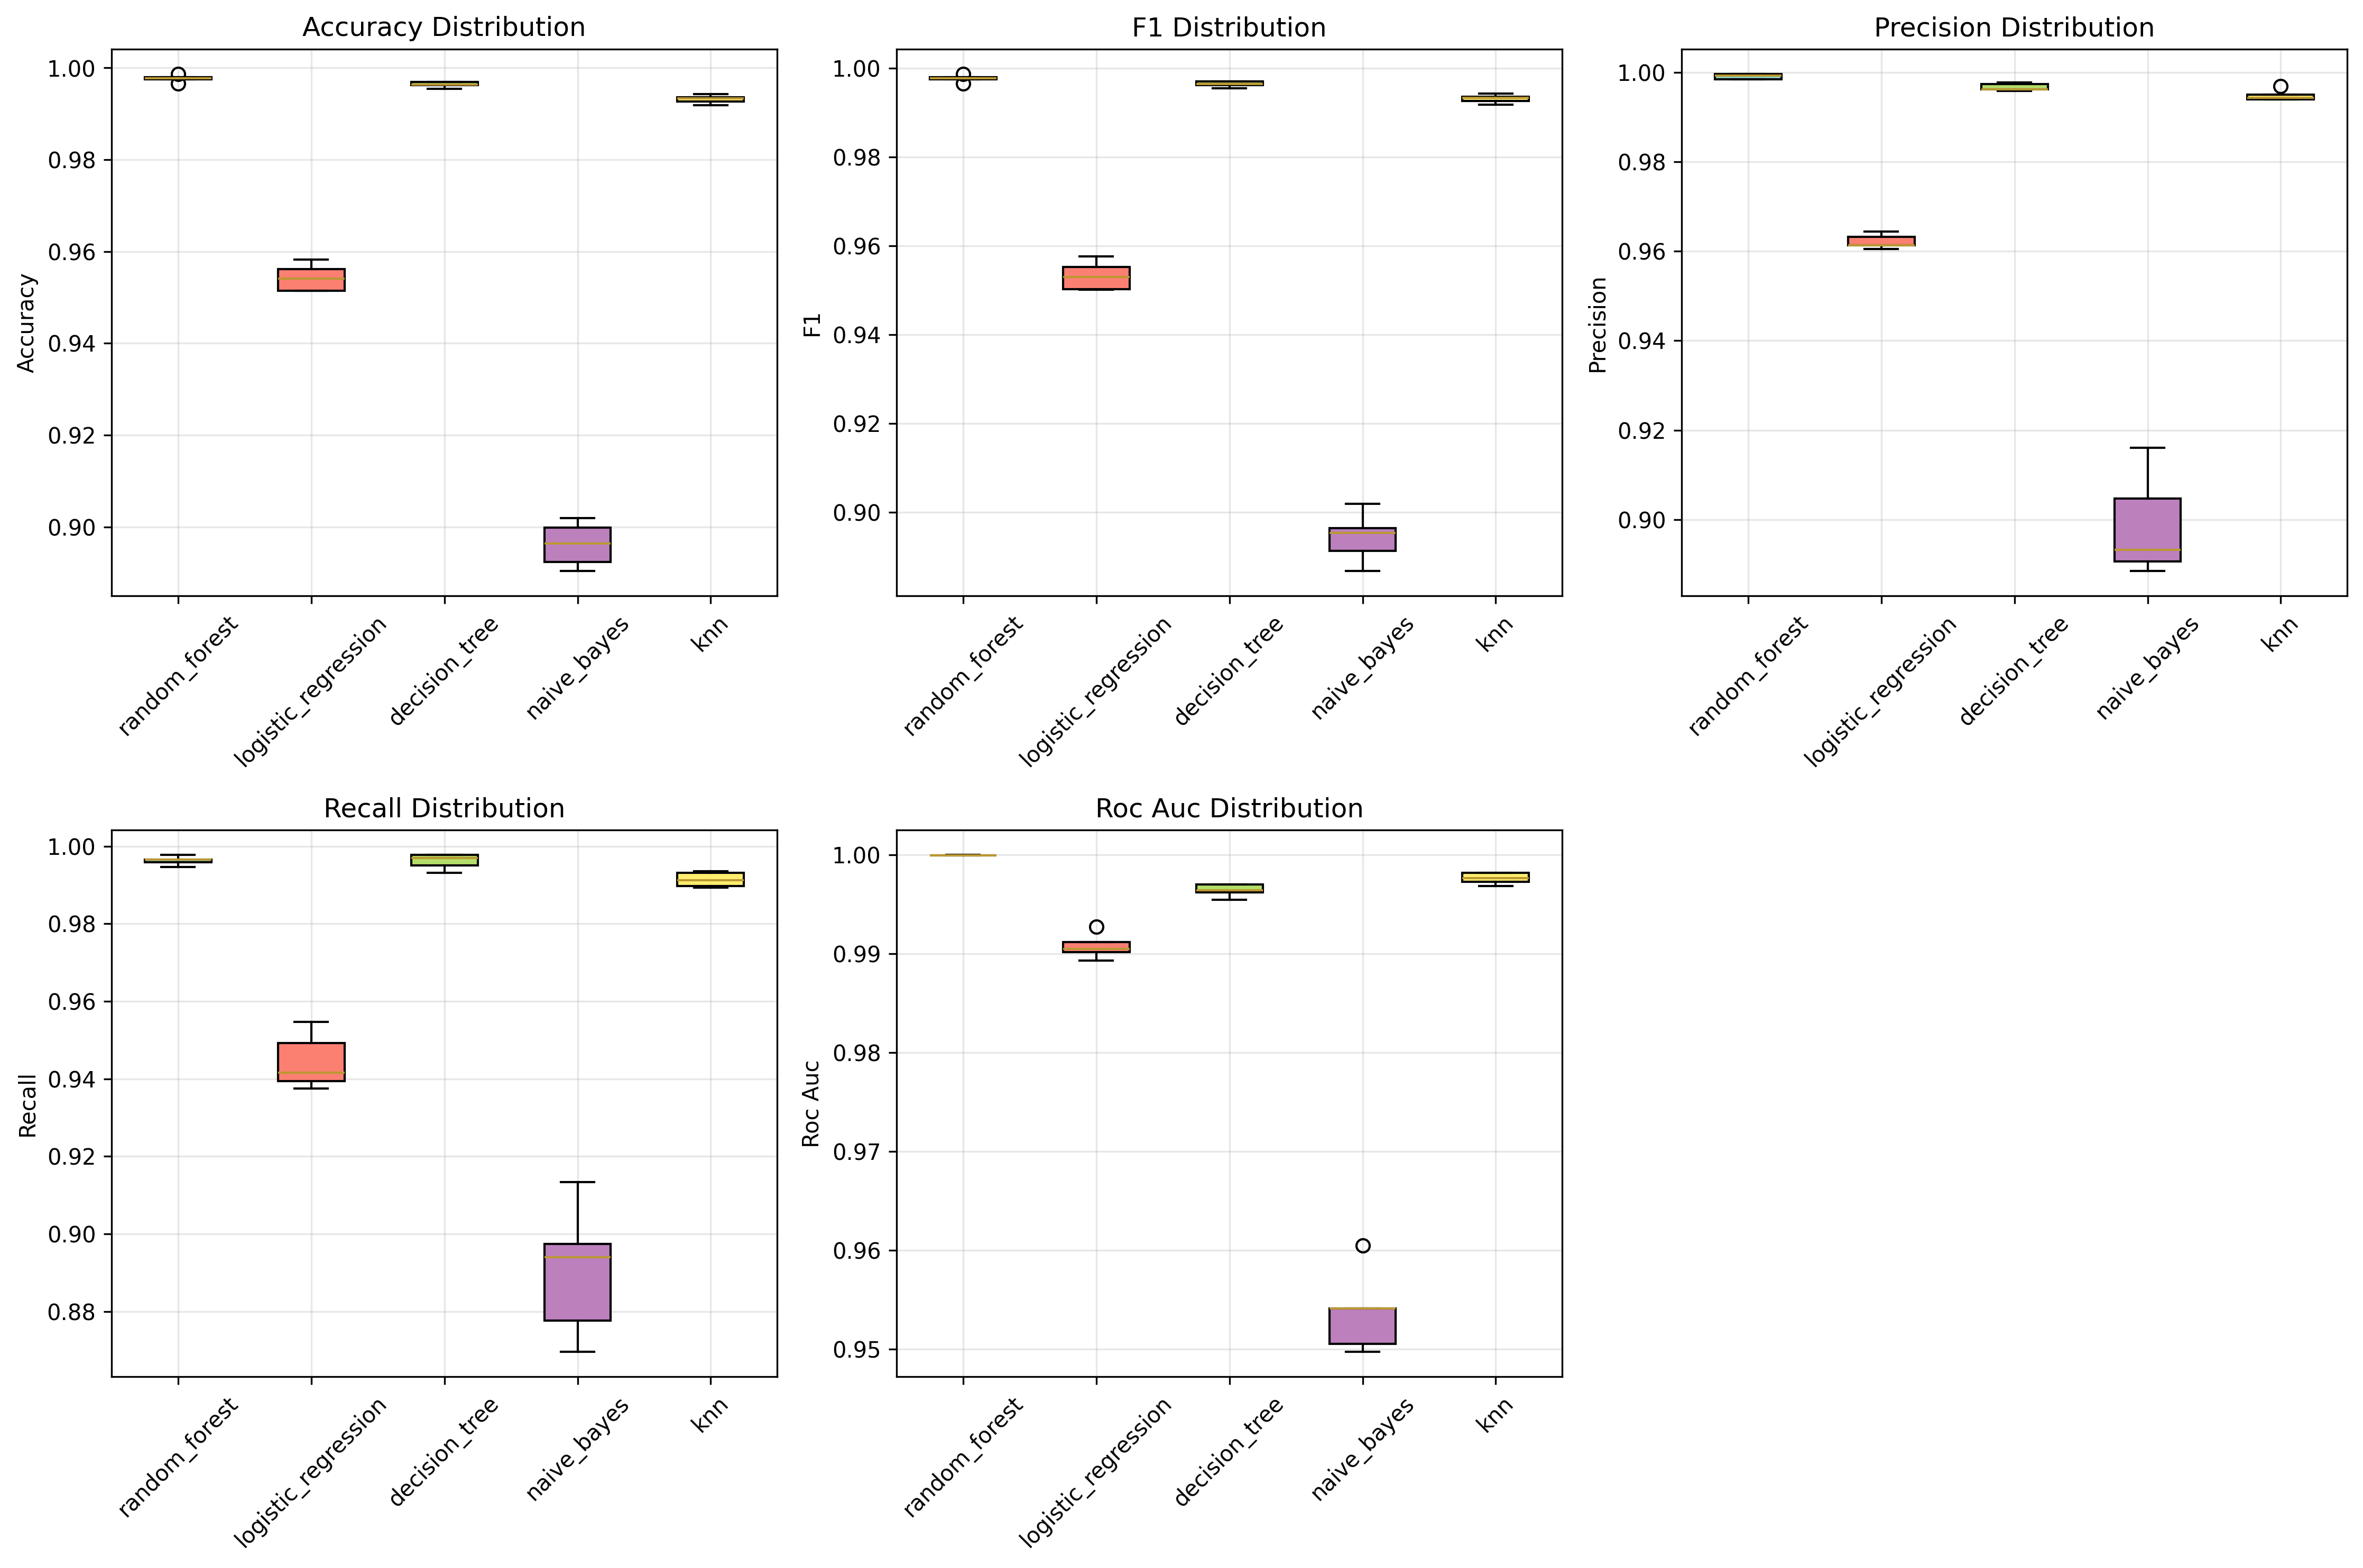 Accuracy Distribution
Accuracy
1.00
0.98
0.96
0.94
0.92
0.90
random_forest
logistic_regression
decision_tree
naive_bayes
knn
F1 Distribution
F1
1.00
0.98
0.96
0.94
0.92
0.90
random_forest
logistic_regression
decision_tree
naive_bayes
knn
Precision Distribution
Precision
1.00
0.98
0.96
0.94
0.92
0.90
random_forest
logistic_regression
decision_tree
naive_bayes
knn
Recall Distribution
Recall
1.00
0.98
0.96
0.94
0.92
0.90
0.88
random_forest
logistic_regression
decision_tree
naive_bayes
knn
Roc Auc Distribution
Roc Auc
1.00
0.99
0.98
0.97
0.96
0.95
random_forest
logistic_regression
decision_tree
naive_bayes
knn